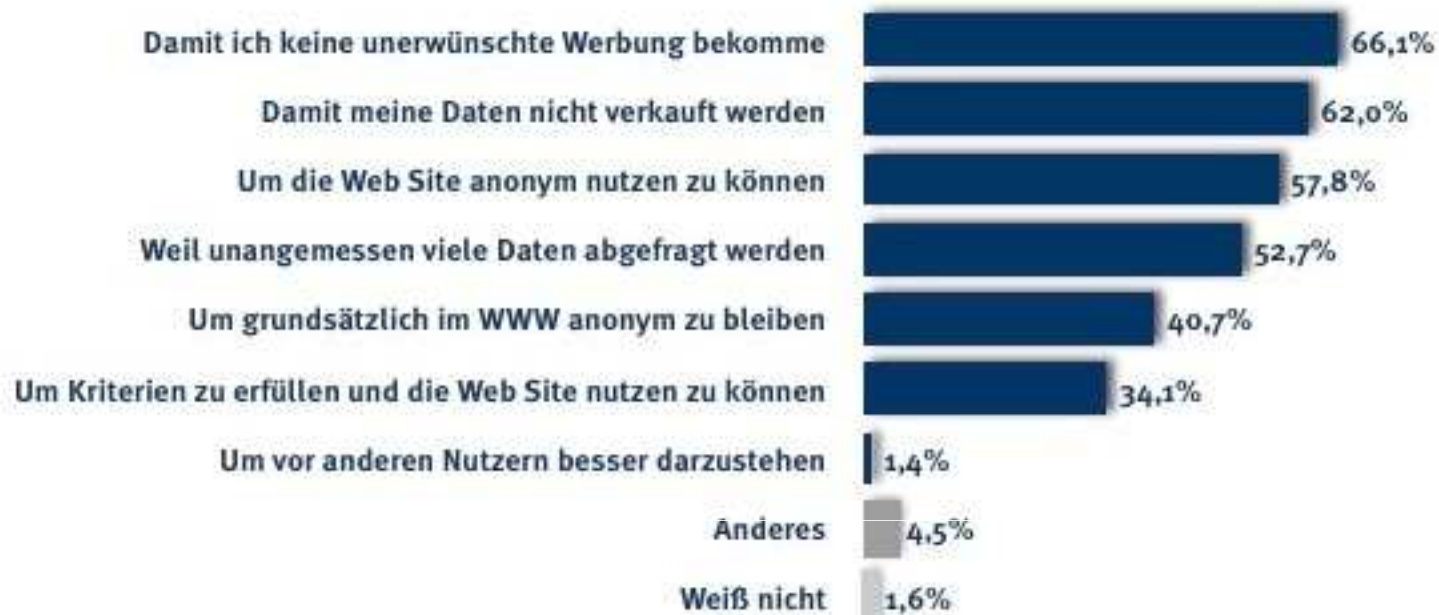 Damit ich keine unerwünschte Werbung bekomme 66,1%
Damit meine Daten nicht verkauft werden 62,0%
Um die Web Site anonym nutzen zu können 57,8%
Weil unangemessen viele Daten abgefragt werden 52,7%
Um grundsätzlich im WWW anonym zu bleiben 40,7%
Um Kriterien zu erfüllen und die Web Site nutzen zu können 34,1%
Um vor anderen Nutzern besser darzustehen 1,4%
Anderes 4,5%
Weiß nicht 1,6%